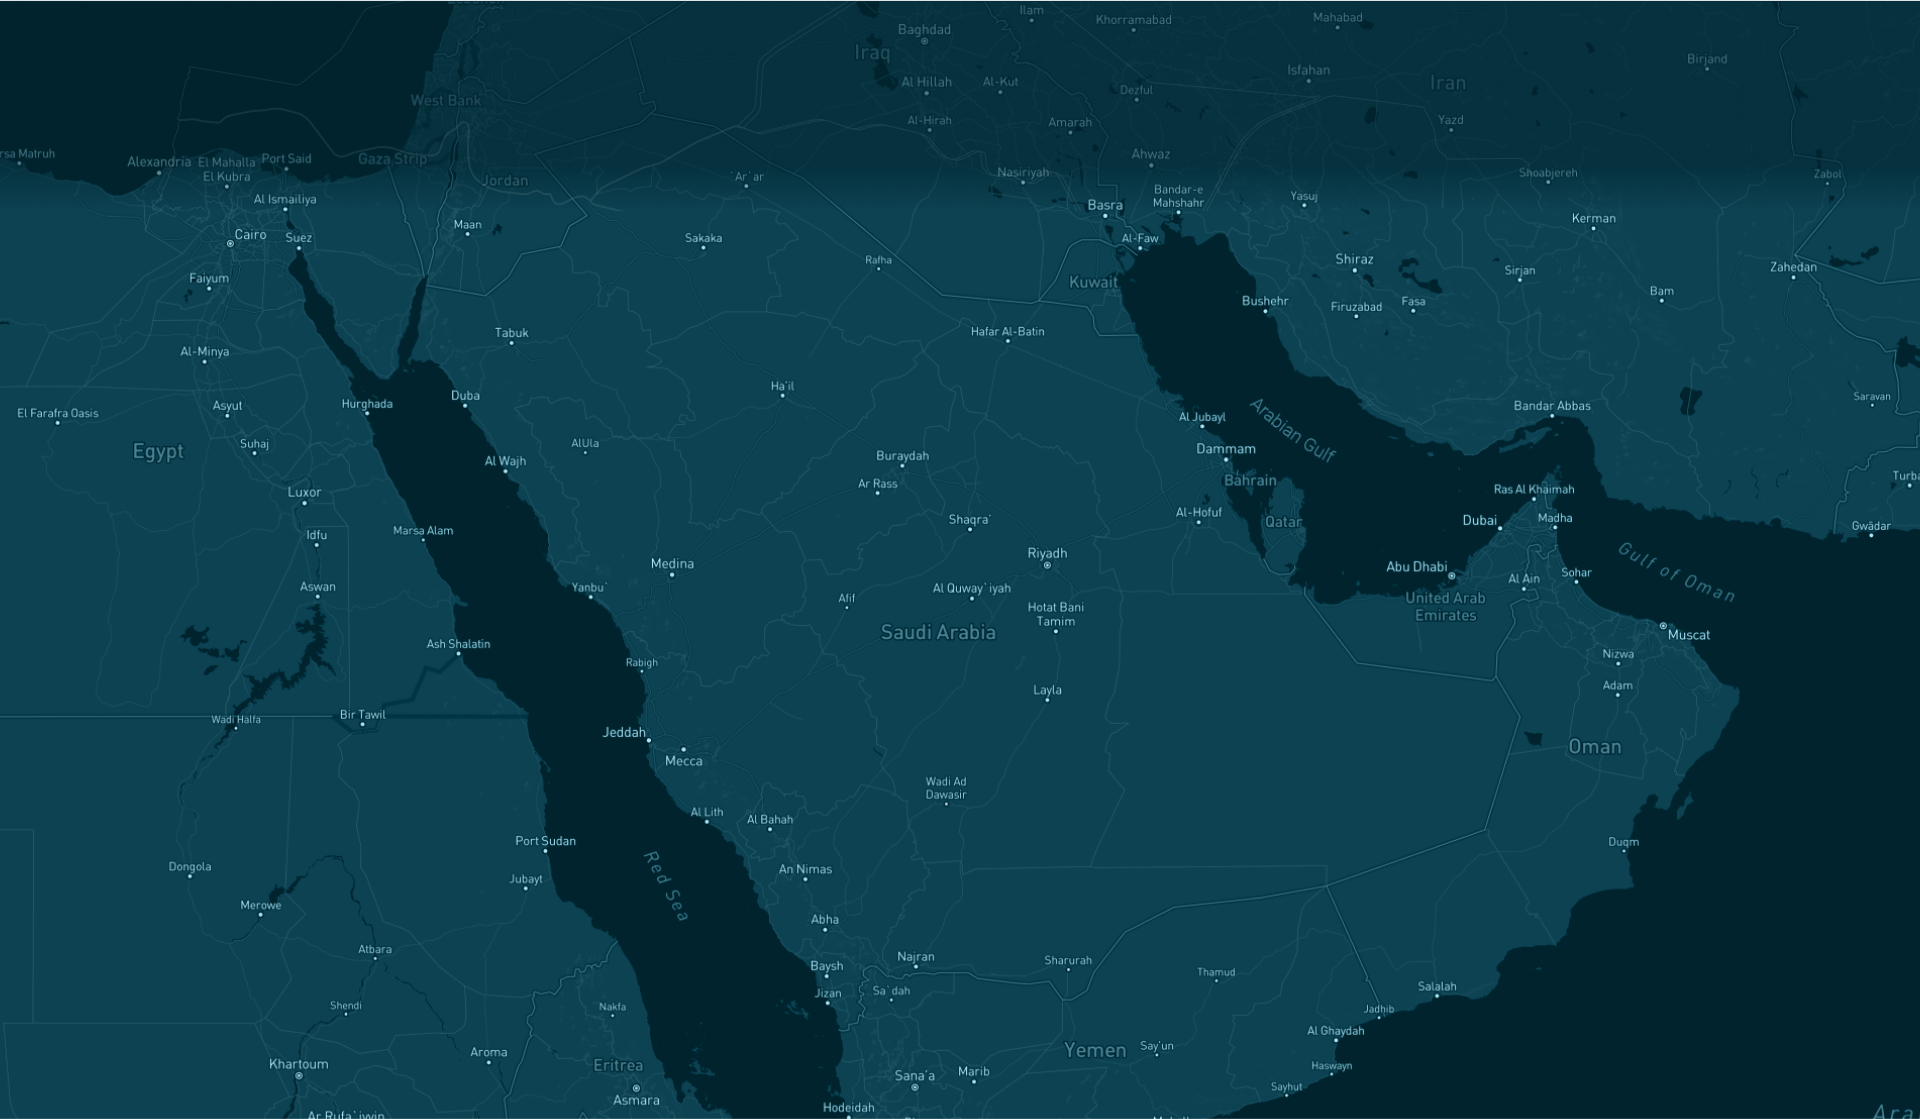 Lebanon
Ilam
Khorramabad
Mahabad
Baghdad
Iraq
Isfahan
Birjand
Al Hillah
Al-Kut
Iran
Dezful
West Bank
Al-Hirah
Amarah
Yazd
rsa Matruh
Alexandria
El Mahalla
El Kubra
Port Said
Gaza Strip
Ahwaz
Jordan
`Ar`ar
Nasiriyah
Shoabjereh
Zabol
Al Ismailiya
Bandar-e
Mahshahr
Yasuj
Basra
Maan
Kerman
Cairo
Suez
Sakaka
Al-Faw
Rafha
Shiraz
Sirjan
Zahedan
Faiyum
Kuwait
Bushehr
Firuzabad
Fasa
Bam
Tabuk
Hafar Al-Batin
Al-Minya
Ha'il
Duba
Saravan
Hurghada
Asyut
Bandar Abbas
El Farafra Oasis
Al Jubayl
Arabian Gulf
Suhaj
AlUla
Egypt
Dammam
Buraydah
Al Wajh
Turba
Bahrain
Ar Rass
Luxor
Ras Al Khaimah
Al-Hofuf
Qatar
Shaqra'
Dubai
Madha
Gwādar
Marsa Alam
Idfu
Riyadh
Medina
Abu Dhabi
Gulf of Oman
Sohar
Al Ain
Aswan
Yanbu`
Al Quway`iyah
Afif
United Arab
Emirates
Hotat Bani
Tamim
Saudi Arabia
Muscat
Ash Shalatin
Nizwa
Rabigh
Adam
Layla
Bir Tawil
Wadi Halfa
Jeddah
Oman
Mecca
Wadi Ad
Dawasir
Al Lith
Al Bahah
Port Sudan
Duqm
Dongola
An Nimas
Jubayt
Red Sea
Merowe
Abha
Atbara
Najran
Sharurah
Baysh
Thamud
Sa`dah
Jizan
Salalah
Shendi
Nakfa
Jadhib
Al Ghaydah
Aroma
Yemen
Say'un
Khartoum
Eritrea
Haswayn
Sana'a
Marib
Sayhut
Asmara
Hodeidah
Ar Rufa`iyyin
Ara